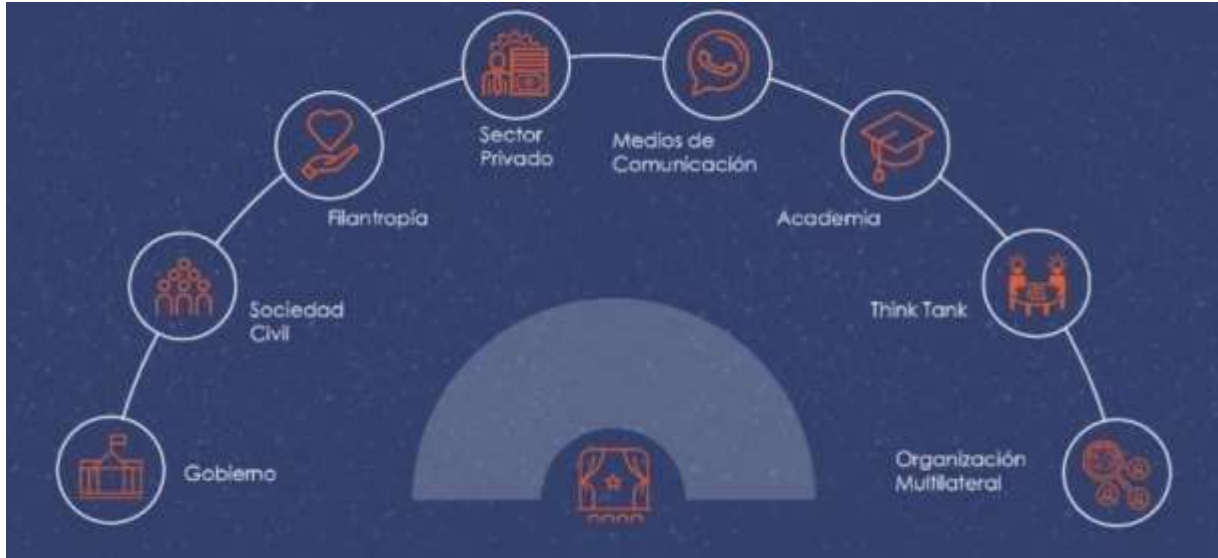 Sector
Privado
Medios de
Comunicación
Filantropía
Academia
Sociedad
Civil
Think Tank
Gobierno
Organización
Multilateral